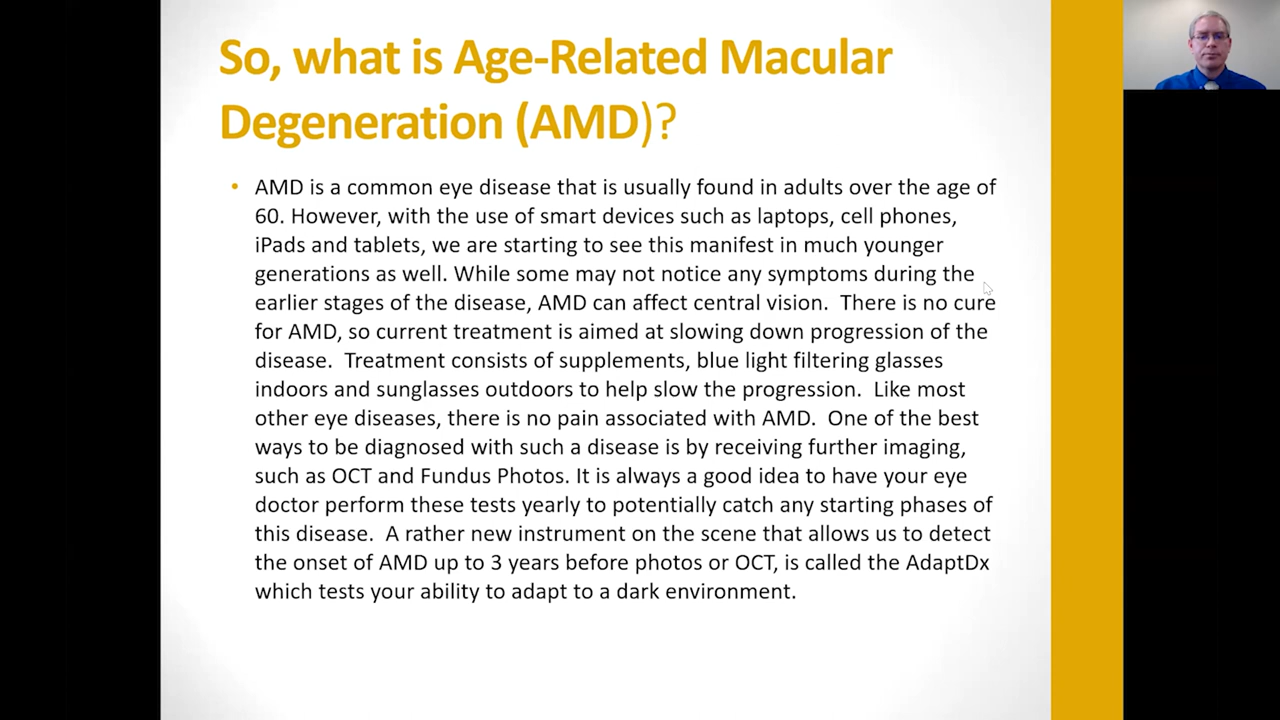 So, what is Age-Related Macular
Degeneration (AMD)?
• AMD is a common eye disease that is usually found in adults over the age of
60. However, with the use of smart devices such as laptops, cell phones,
iPads and tablets, we are starting to see this manifest in much younger
generations as well. While some may not notice any symptoms during the
earlier stages of the disease, AMD can affect central vision.  There is no cure
for AMD, so current treatment is aimed at slowing down progression of the
disease.  Treatment consists of supplements, blue light filtering glasses
indoors and sunglasses outdoors to help slow the progression.  Like most
other eye diseases, there is no pain associated with AMD.  One of the best
ways to be diagnosed with such a disease is by receiving further imaging,
such as OCT and Fundus Photos. It is always a good idea to have your eye
doctor perform these tests yearly to potentially catch any starting phases of
this disease.  A rather new instrument on the scene that allows us to detect
the onset of AMD up to 3 years before photos or OCT, is called the AdaptDx
which tests your ability to adapt to a dark environment.